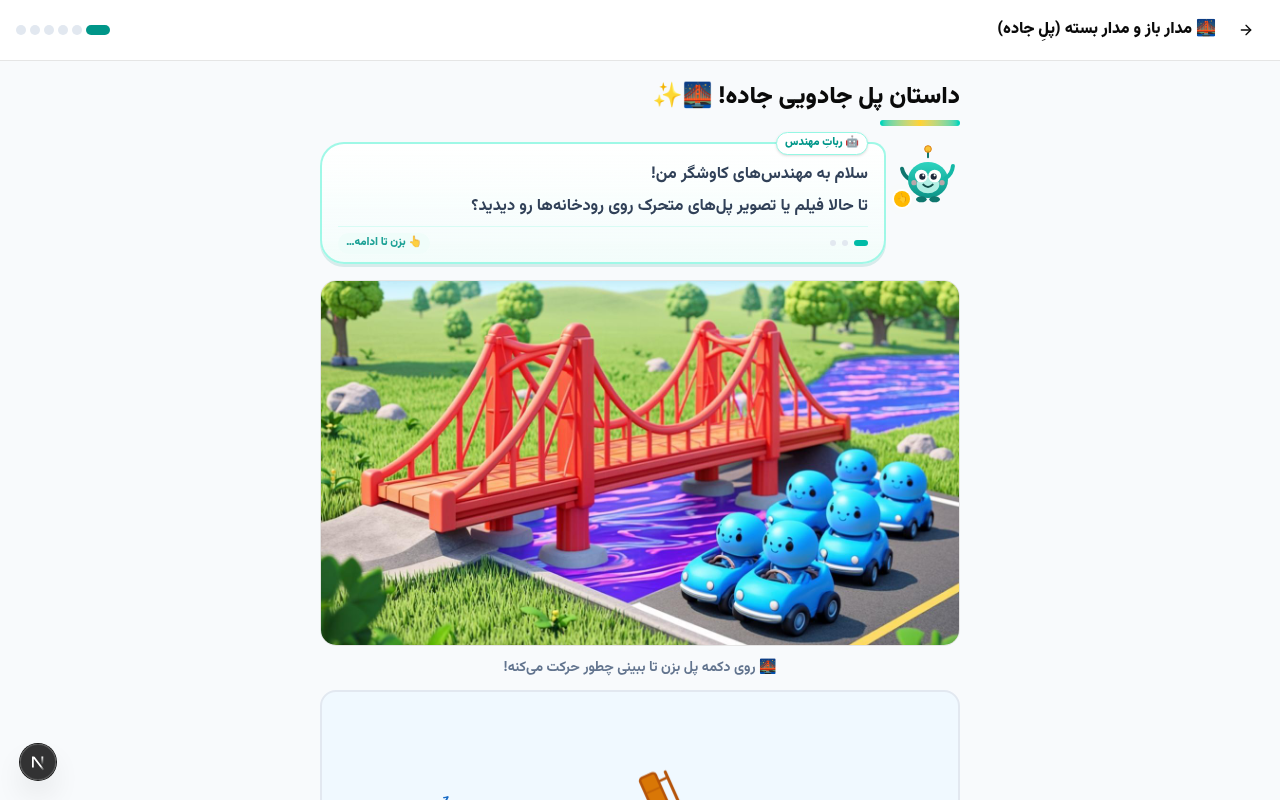 مدار باز و مدار بسته (پلِ جاده)
داستان پل جادویی جاده!
ربات مهندس
سلام به مهندس‌های کاوشگر من!
تا حالا فیلم یا تصویر پل‌های متحرک روی رودخانه‌ها رو دیدید؟
بزن تا ادامه...
روی دکمه پل بزن تا ببینی چطور حرکت می‌کنه!
N